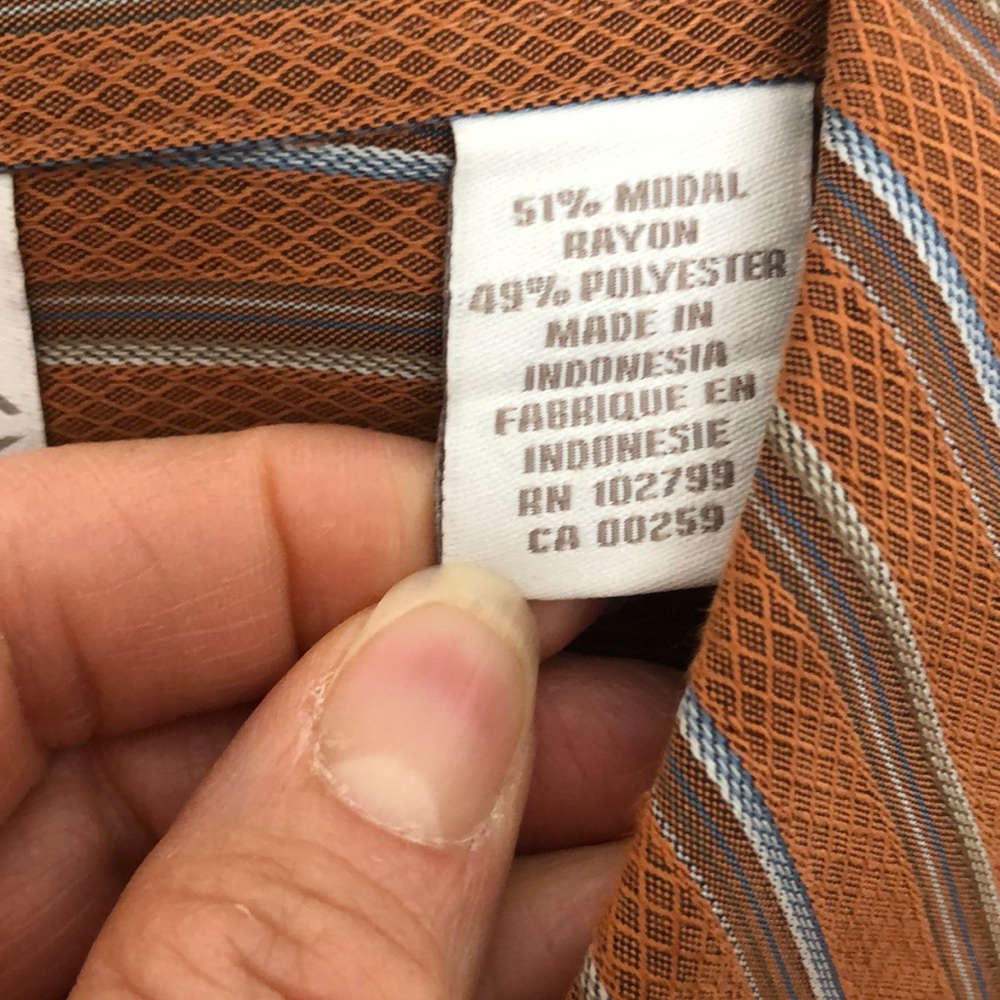 51% MODAL
RAYON
49% POLYESTER
MADE IN
INDONESIA
FABRIQUE EN
INDONESIE
RN 102799
CA 00259